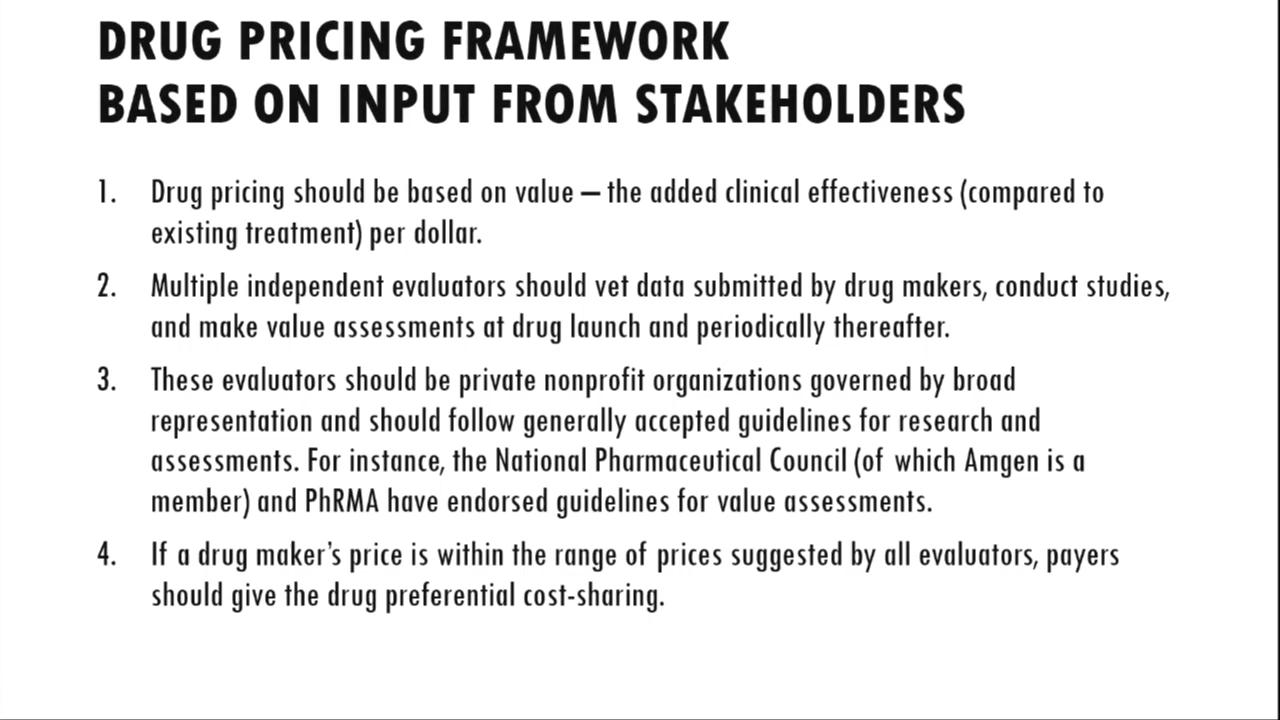 DRUG PRICING FRAMEWORK
BASED ON INPUT FROM STAKEHOLDERS
1. Drug pricing should be based on value – the added clinical effectiveness (compared to
existing treatment) per dollar.
2. Multiple independent evaluators should vet data submitted by drug makers, conduct studies,
and make value assessments at drug launch and periodically thereafter.
3. These evaluators should be private nonprofit organizations governed by broad
representation and should follow generally accepted guidelines for research and
assessments. For instance, the National Pharmaceutical Council (of which Amgen is a
member) and PhRMA have endorsed guidelines for value assessments.
4. If a drug maker’s price is within the range of prices suggested by all evaluators, payers
should give the drug preferential cost-sharing.